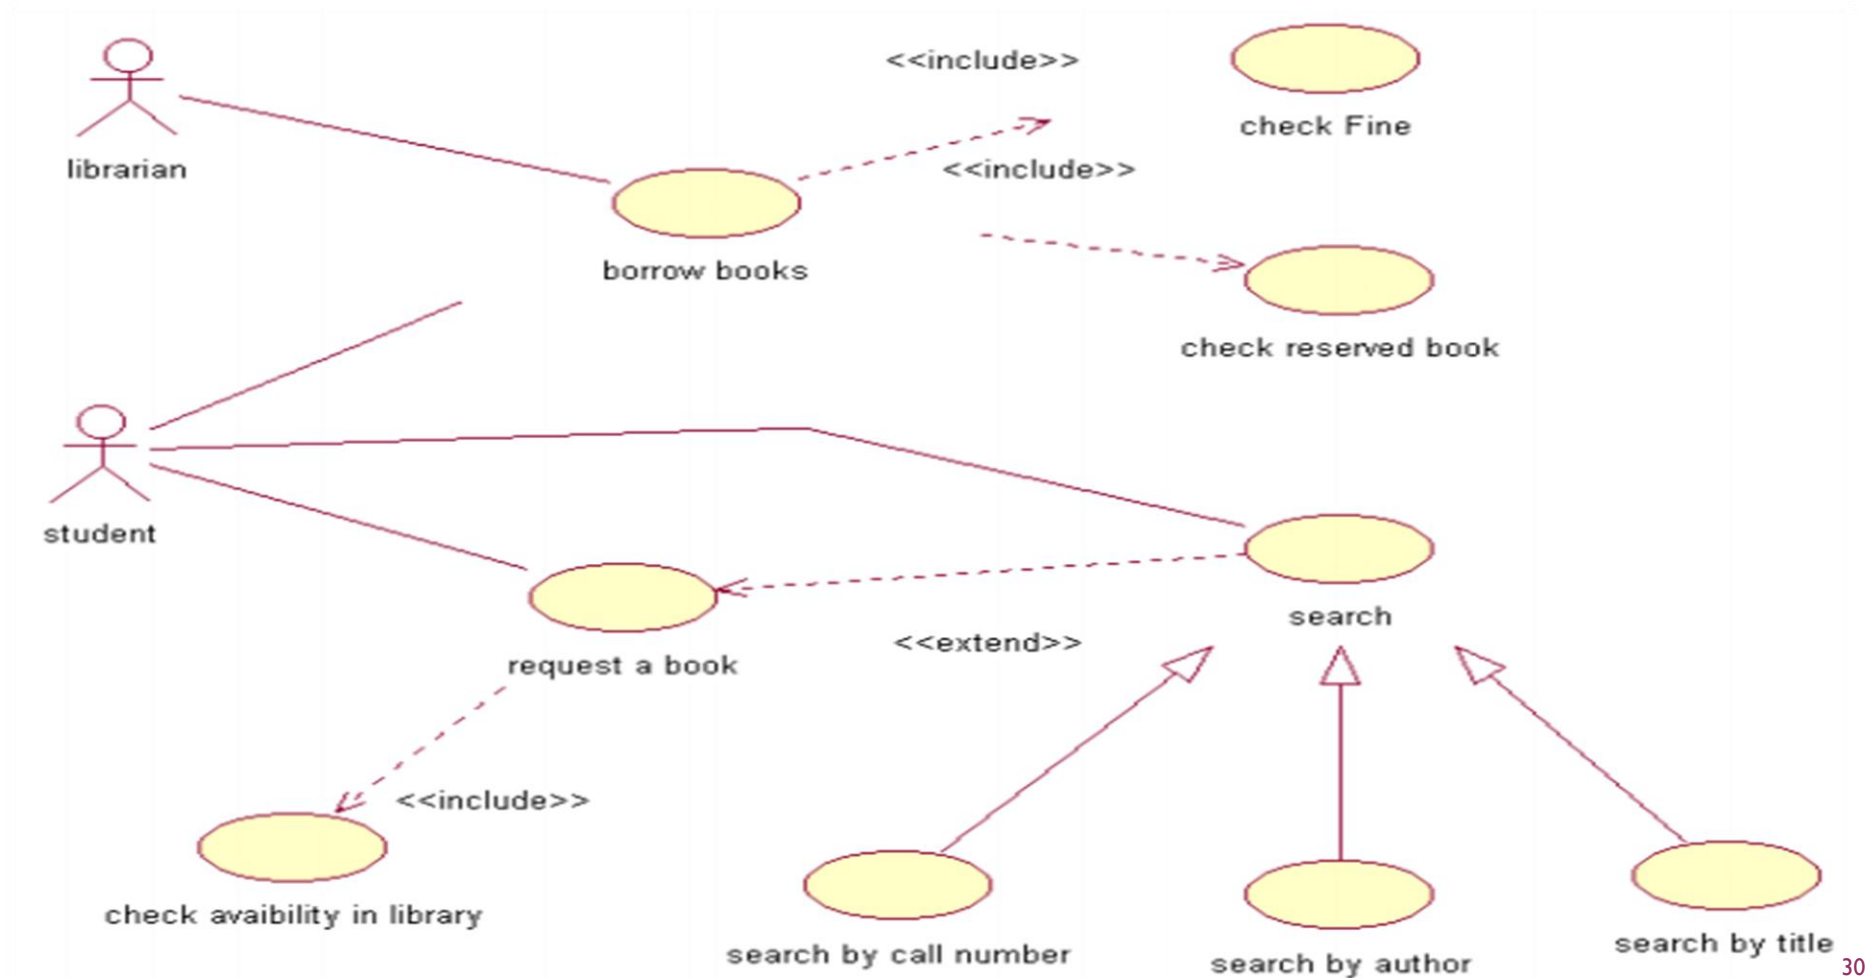 <<include>>
check Fine
librarian
<<include>>
borrow books
check reserved book
student
search
<<extend>>
request a book
<<include>>
check avaibility in library
search by call number
search by author
search by title
30